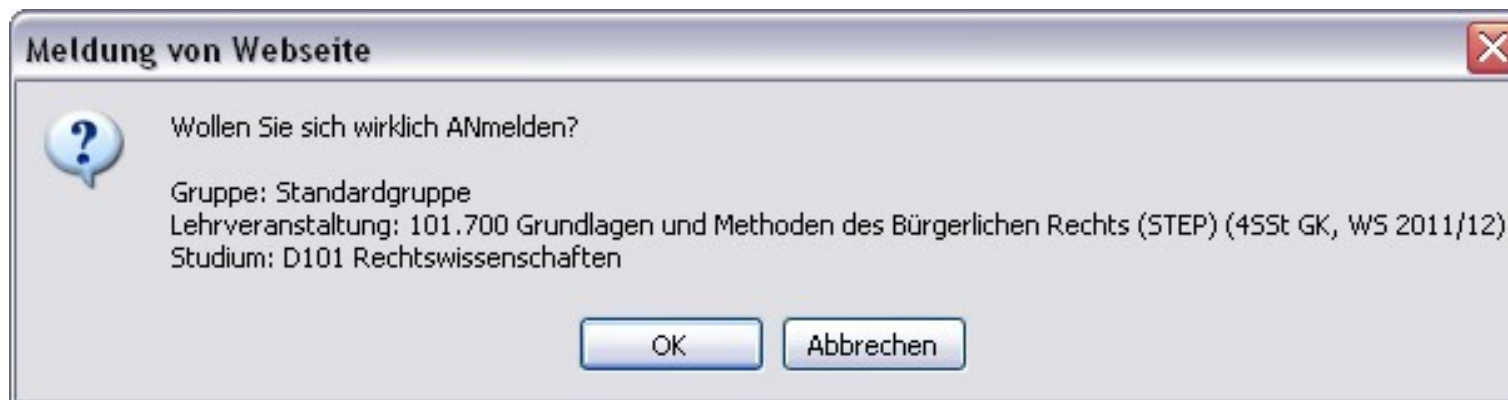 Meldung von Webseite
Wollen Sie sich wirklich ANmelden?
Gruppe: Standardgruppe
Lehrveranstaltung: 101.700 Grundlagen und Methoden des Bürgerlichen Rechts (STEP) (4SSt GK, WS 2011/12)
Studium: D101 Rechtswissenschaften
OK Abbrechen